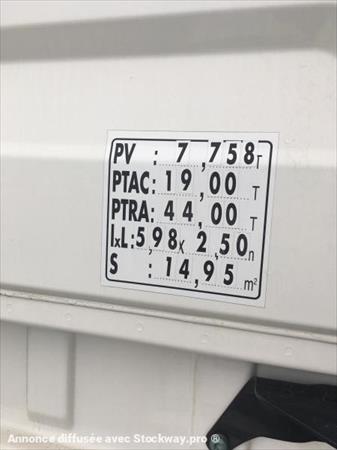 PV : 7,758T
PTAC: 19,00 T
PTRA: 44,00 T
lxL: 5,98x 2,50m
S : 14,95 m²
Annonce diffusée avec Stockway.pro ®